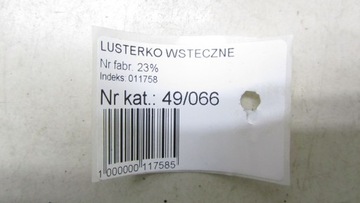 LUSTERKO WSTECZNE
Nr fabr. 23%
Indeks: 011758
Nr kat.: 49/066
1 000000 117585